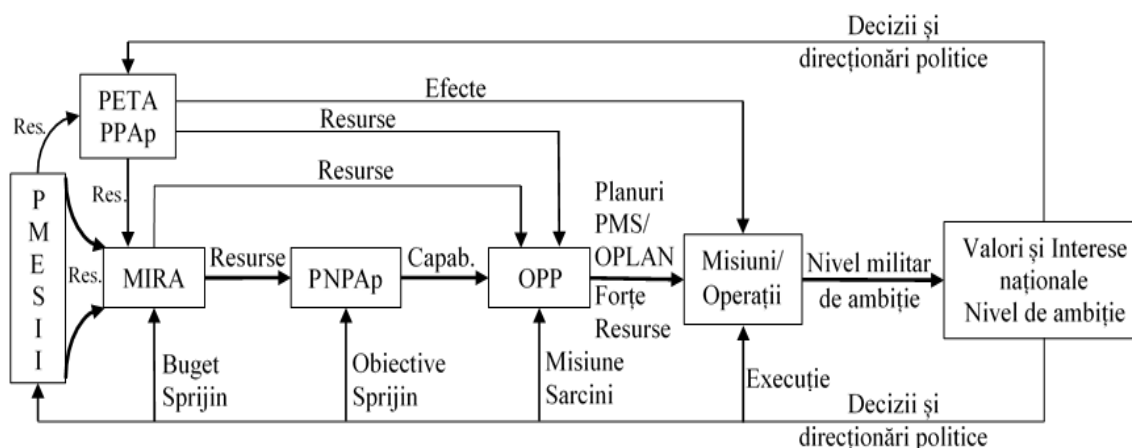 Decizii și
direcționări politice
PETA
PPAp
Efecte
Resurse
Res.
Res.
Resurse
P
M
E
S
I
I
Res.
MIRA
Resurse
PNPAp
Capab.
OPP
Planuri
PMS/
OPLAN
Forțe
Resurse
Misiuni/
Operații
Nivel militar
de ambiție
Valori și Interese
naționale
Nivel de ambiție
Buget
Sprijin
Obiective
Sprijin
Misiune
Sarcini
Execuție
Decizii și
direcționări politice